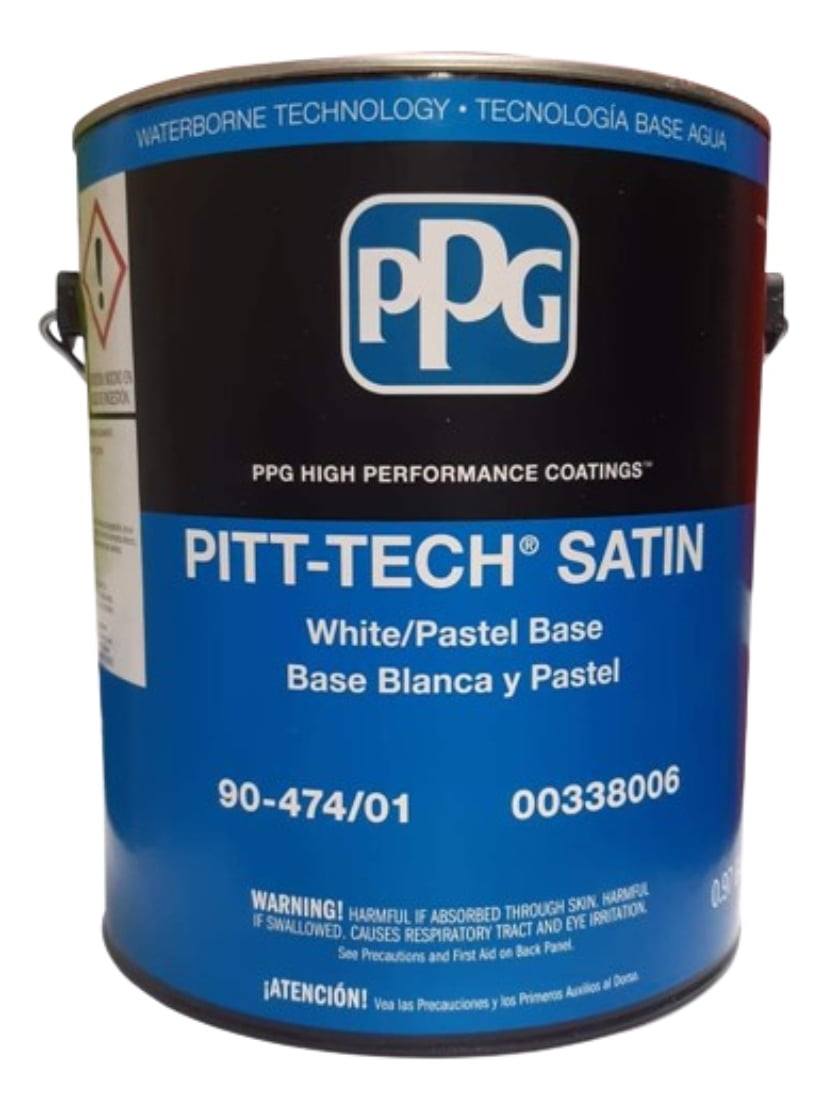 WATERBORNE TECHNOLOGY • TECNOLOGÍA BASE AGUA
PPG
PPG HIGH PERFORMANCE COATINGS™
PITT-TECH® SATIN
White/Pastel Base
Base Blanca y Pastel
90-474/01 00338006
0.97
WARNING! HARMFUL IF ABSORBED THROUGH SKIN. HARMFUL
IF SWALLOWED. CAUSES RESPIRATORY TRACT AND EYE IRRITATION.
See Precautions and First Aid on Back Panel.
¡ATENCIÓN! Vea las Precauciones y los Primeros Auxilios al Dorso.